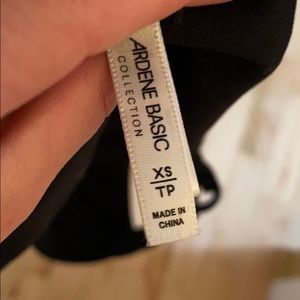 ARDENE BASIC
COLLECTION
XS/TP
MADE IN
CHINA